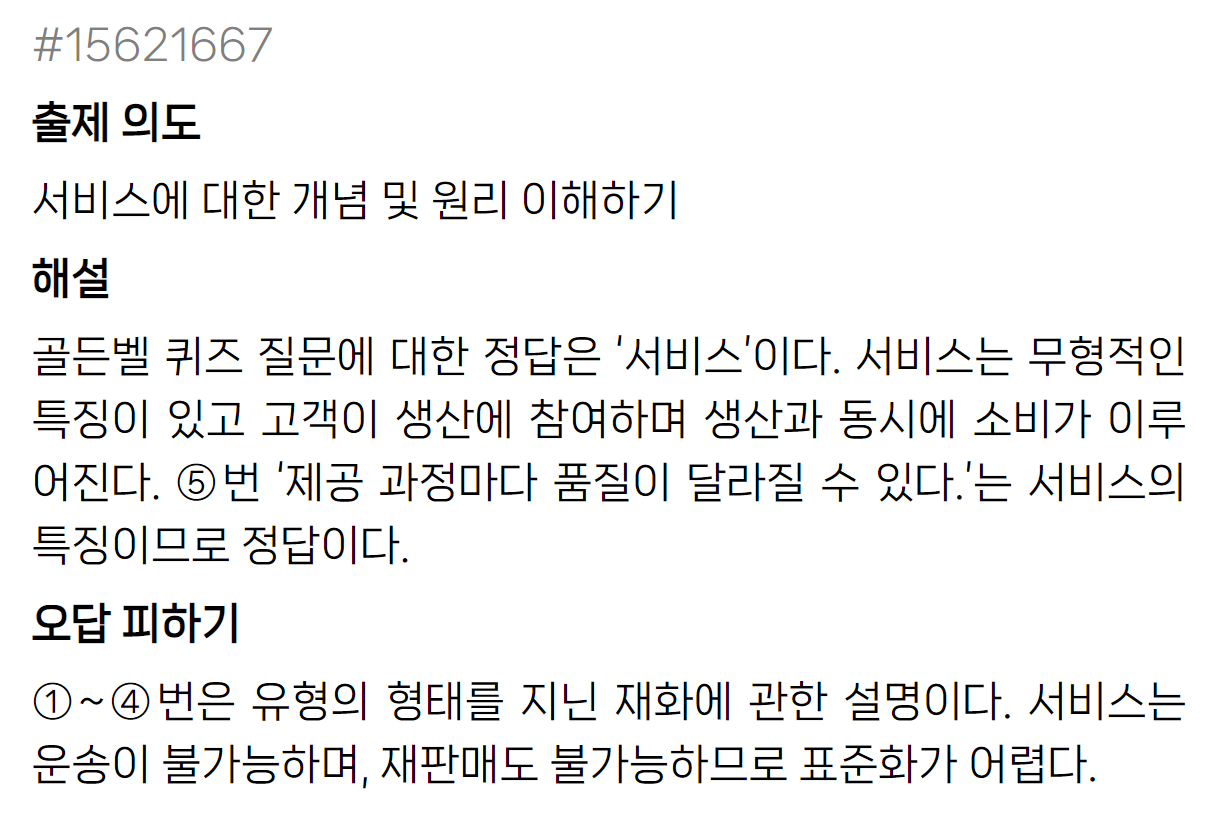 #15621667
출제 의도
서비스에 대한 개념 및 원리 이해하기
해설
골든벨 퀴즈 질문에 대한 정답은 '서비스'이다. 서비스는 무형적인
특징이 있고 고객이 생산에 참여하며 생산과 동시에 소비가 이루
어진다. ⑤번 '제공 과정마다 품질이 달라질 수 있다.'는 서비스의
특징이므로 정답이다.
오답 피하기
①~④번은 유형의 형태를 지닌 재화에 관한 설명이다. 서비스는
운송이 불가능하며, 재판매도 불가능하므로 표준화가 어렵다.